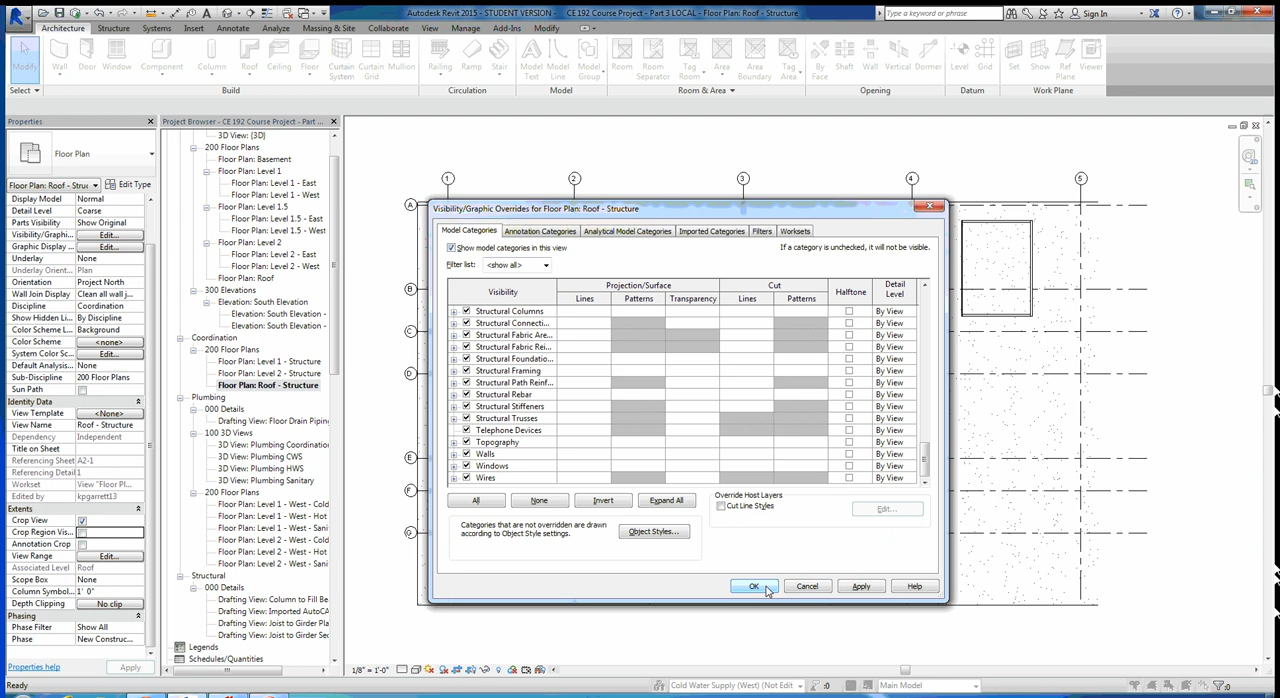 Autodesk Revit 2015 - STUDENT VERSION - CE 192 Course Project - Part 3 LOCAL - Floor Plan: Roof - Structure
Type a keyword or phrase
Sign In
Architecture Structure Systems Insert Annotate Analyze Massing & Site Collaborate View Manage Add-Ins Modify
Modify Wall Door Window Component Column Roof Ceiling Floor Curtain System Curtain Grid Mullion Railing Ramp Stair Model Text Model Line Model Group Room Room Separator Tag Room Area Area Boundary Tag Area By Face Shaft Wall Vertical Dormer Level Grid Set Show Ref Plane Viewer
Select Build Circulation Model Room & Area Opening Datum Work Plane
Properties
Floor Plan
Floor Plan: Roof - Struc Edit Type
Display Model Normal
Detail Level Coarse
Parts Visibility Show Original
Visibility/Graphi... Edit...
Graphic Display ... Edit...
Underlay None
Underlay Orien... Plan
Orientation Project North
Wall Join Display Clean all wall j...
Discipline Coordination
Show Hidden Li... By Discipline
Color Scheme L... Background
Color Scheme <none>
System Color Sc... Edit...
Default Analysis... None
Sub-Discipline 200 Floor Plans
Sun Path
Identity Data
View Template <None>
View Name Roof - Structure
Dependency Independent
Title on Sheet
Referencing Sheet A2-1
Referencing Detail 1
Workset View "Floor Pl...
Edited by kpgarrett13
Extents
Crop View
Crop Region Vis...
Annotation Crop
View Range Edit...
Associated Level Roof
Scope Box None
Column Symbol... 1' 0"
Depth Clipping No clip
Phasing
Phase Filter Show All
Phase New Construc...
Properties help Apply
Project Browser - CE 192 Course Project - Part ...
3D View: {3D}
200 Floor Plans
Floor Plan: Basement
Floor Plan: Level 1
Floor Plan: Level 1 - East
Floor Plan: Level 1 - West
Floor Plan: Level 1.5
Floor Plan: Level 1.5 - East
Floor Plan: Level 1.5 - West
Floor Plan: Level 2
Floor Plan: Level 2 - East
Floor Plan: Level 2 - West
Floor Plan: Roof
300 Elevations
Elevation: South Elevation
Elevation: South Elevation -
Elevation: South Elevation -
Coordination
200 Floor Plans
Floor Plan: Level 1 - Structure
Floor Plan: Level 2 - Structure
Floor Plan: Roof - Structure
Plumbing
000 Details
Drafting View: Floor Drain Piping
100 3D Views
3D View: Plumbing Coordination
3D View: Plumbing CWS
3D View: Plumbing HWS
3D View: Plumbing Sanitary
200 Floor Plans
Floor Plan: Level 1 - West - Cold
Floor Plan: Level 1 - West - Hot
Floor Plan: Level 1 - West - Sani
Floor Plan: Level 2 - West - Cold
Floor Plan: Level 2 - West - Hot
Floor Plan: Level 2 - West - Sani
Structural
000 Details
Drafting View: Column to Fill Be
Drafting View: Imported AutoCA
Drafting View: Joist to Girder Pla
Drafting View: Joist to Girder Sec
Legends
Schedules/Quantities
1 2 3 4 5
A
B
C
D
E
F
G
Visibility/Graphic Overrides for Floor Plan: Roof - Structure
Model Categories Annotation Categories Analytical Model Categories Imported Categories Filters Worksets
Show model categories in this view
If a category is unchecked, it will not be visible.
Filter list: <show all>
Visibility Projection/Surface Cut Halftone Detail Level
Lines Patterns Transparency Lines Patterns
Structural Columns By View
Structural Connecti... By View
Structural Fabric Are... By View
Structural Fabric Rei... By View
Structural Foundatio... By View
Structural Framing By View
Structural Path Reinf... By View
Structural Rebar By View
Structural Stiffeners By View
Structural Trusses By View
Telephone Devices By View
Topography By View
Walls By View
Windows By View
Wires By View
All None Invert Expand All
Override Host Layers
Cut Line Styles Edit...
Categories that are not overridden are drawn
according to Object Style settings.
Object Styles...
OK Cancel Apply Help
1/8" = 1'-0"
Ready
Cold Water Supply (West) (Not Edit :0 Main Model :0